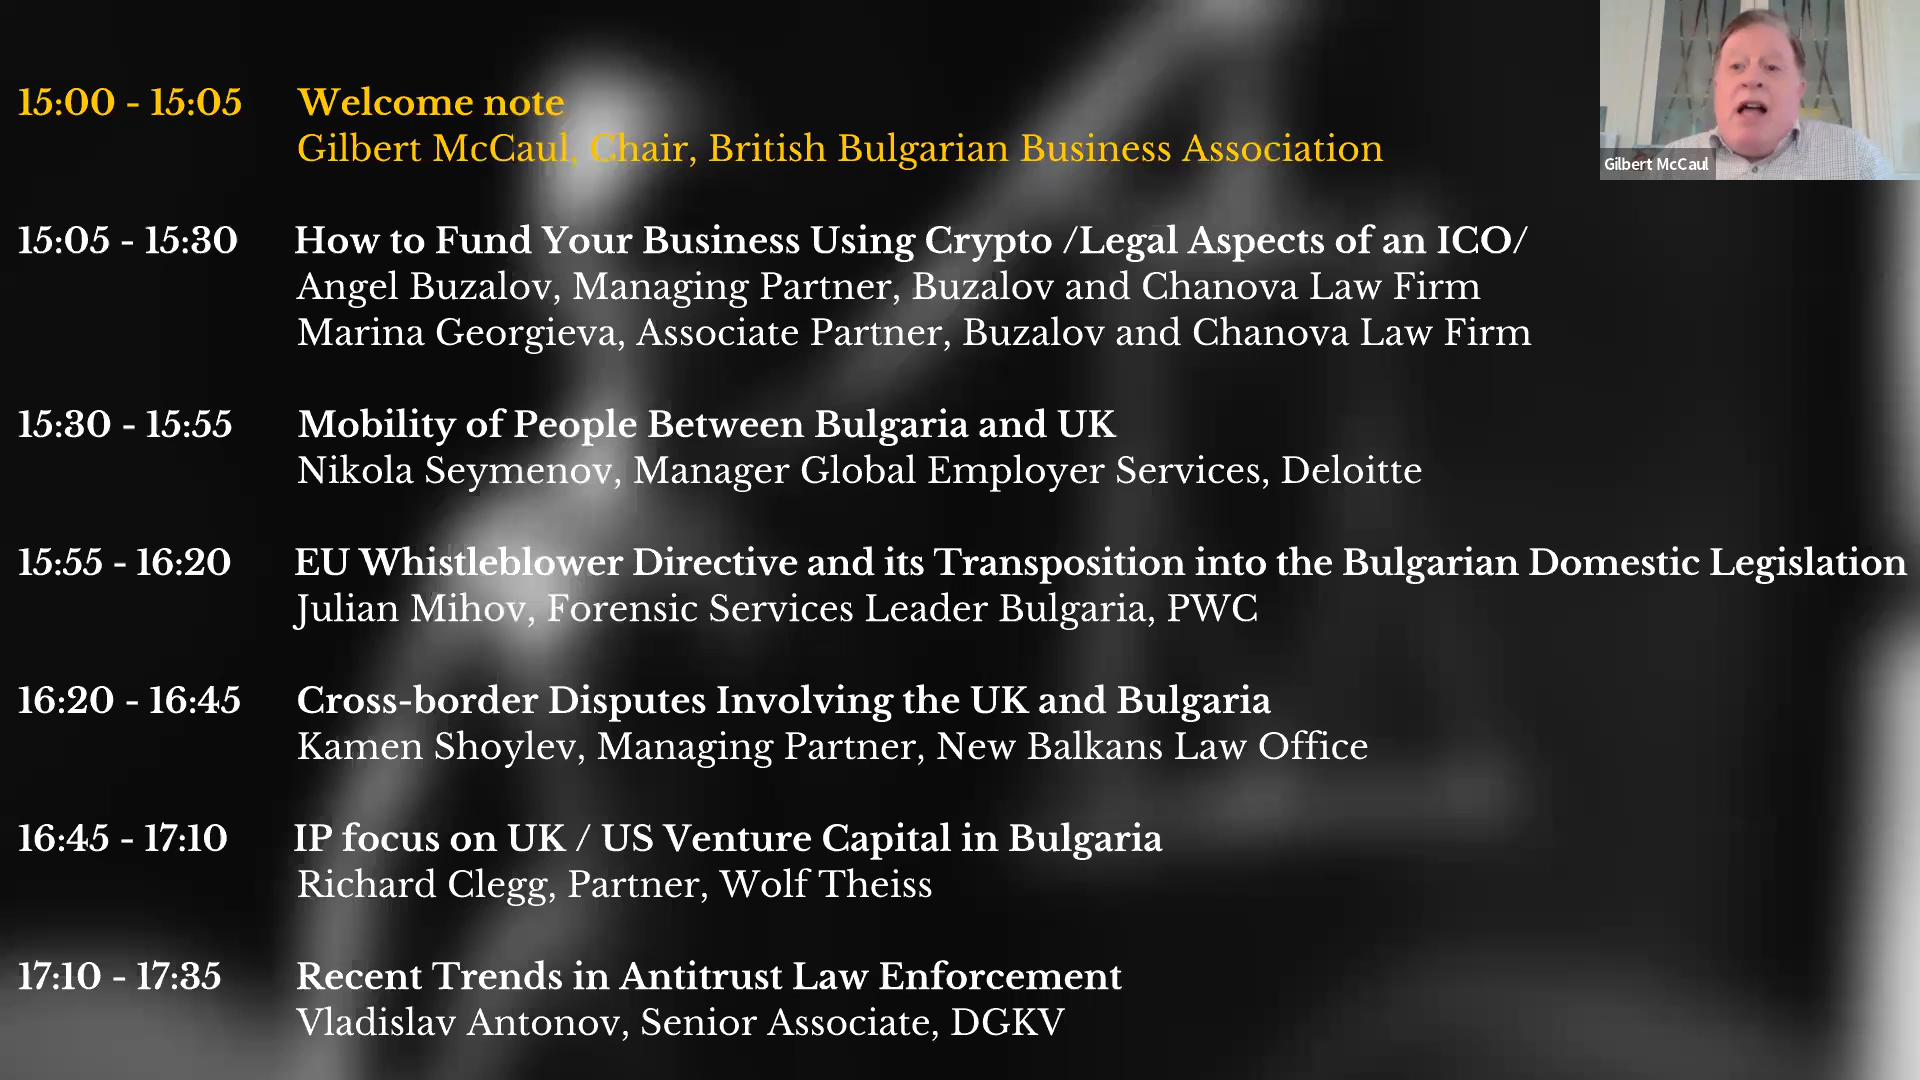 15:00 - 15:05 Welcome note
Gilbert McCaul, Chair, British Bulgarian Business Association
Gilbert McCaul
15:05 - 15:30 How to Fund Your Business Using Crypto /Legal Aspects of an ICO/
Angel Buzalov, Managing Partner, Buzalov and Chanova Law Firm
Marina Georgieva, Associate Partner, Buzalov and Chanova Law Firm
15:30 - 15:55 Mobility of People Between Bulgaria and UK
Nikola Seymenov, Manager Global Employer Services, Deloitte
15:55 - 16:20 EU Whistleblower Directive and its Transposition into the Bulgarian Domestic Legislation
Julian Mihov, Forensic Services Leader Bulgaria, PWC
16:20 - 16:45 Cross-border Disputes Involving the UK and Bulgaria
Kamen Shoylev, Managing Partner, New Balkans Law Office
16:45 - 17:10 IP focus on UK / US Venture Capital in Bulgaria
Richard Clegg, Partner, Wolf Theiss
17:10 - 17:35 Recent Trends in Antitrust Law Enforcement
Vladislav Antonov, Senior Associate, DGKV